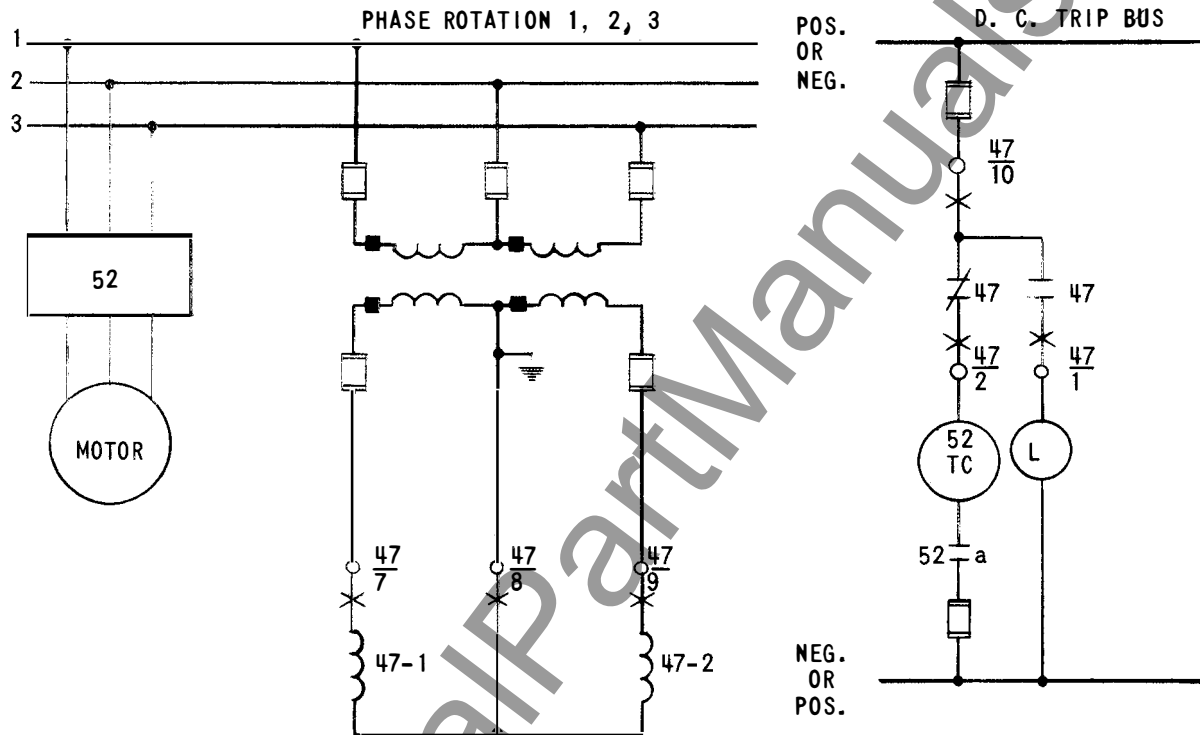 PHASE ROTATION 1, 2, 3
1
2
3
52
MOTOR
47
7
47
8
47
9
47-1
47-2
POS.
OR
NEG.
D. C. TRIP BUS
47
10
47
47
47
2
47
1
52
TC
L
52
a
NEG.
OR
POS.